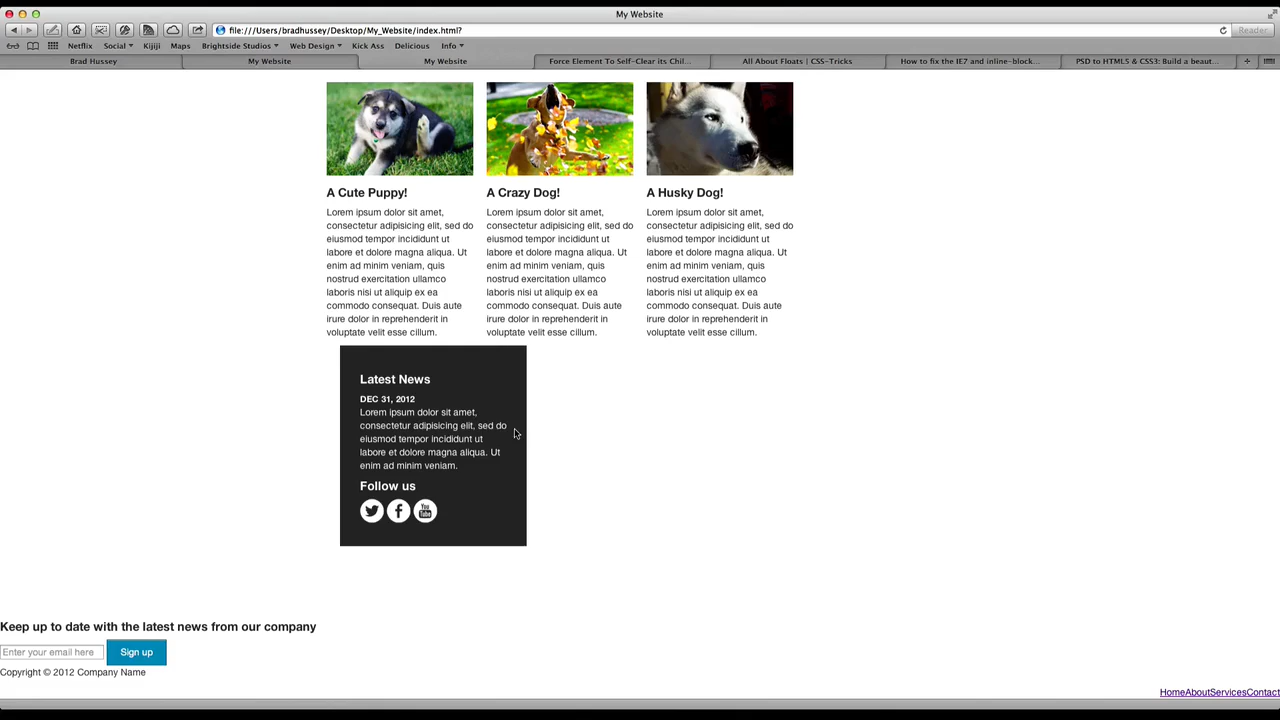 My Website
file:///Users/bradhussey/Desktop/My_Website/index.html?
Reader
Netflix Social Kijiji Maps Brightside Studios Web Design Kick Ass Delicious Info
Brad Hussey My Website My Website Force Element To Self-Clear its Chil... All About Floats | CSS-Tricks How to fix the IE7 and inline-block... PSD to HTML5 & CSS3: Build a beaut...
A Cute Puppy!
Lorem ipsum dolor sit amet,
consectetur adipisicing elit, sed do
eiusmod tempor incididunt ut
labore et dolore magna aliqua. Ut
enim ad minim veniam, quis
nostrud exercitation ullamco
laboris nisi ut aliquip ex ea
commodo consequat. Duis aute
irure dolor in reprehenderit in
voluptate velit esse cillum.
A Crazy Dog!
Lorem ipsum dolor sit amet,
consectetur adipisicing elit, sed do
eiusmod tempor incididunt ut
labore et dolore magna aliqua. Ut
enim ad minim veniam, quis
nostrud exercitation ullamco
laboris nisi ut aliquip ex ea
commodo consequat. Duis aute
irure dolor in reprehenderit in
voluptate velit esse cillum.
A Husky Dog!
Lorem ipsum dolor sit amet,
consectetur adipisicing elit, sed do
eiusmod tempor incididunt ut
labore et dolore magna aliqua. Ut
enim ad minim veniam, quis
nostrud exercitation ullamco
laboris nisi ut aliquip ex ea
commodo consequat. Duis aute
irure dolor in reprehenderit in
voluptate velit esse cillum.
Latest News
DEC 31, 2012
Lorem ipsum dolor sit amet,
consectetur adipisicing elit, sed do
eiusmod tempor incididunt ut
labore et dolore magna aliqua. Ut
enim ad minim veniam.
Follow us
You Tube
Keep up to date with the latest news from our company
Enter your email here Sign up
Copyright © 2012 Company Name
HomeAboutServicesContact